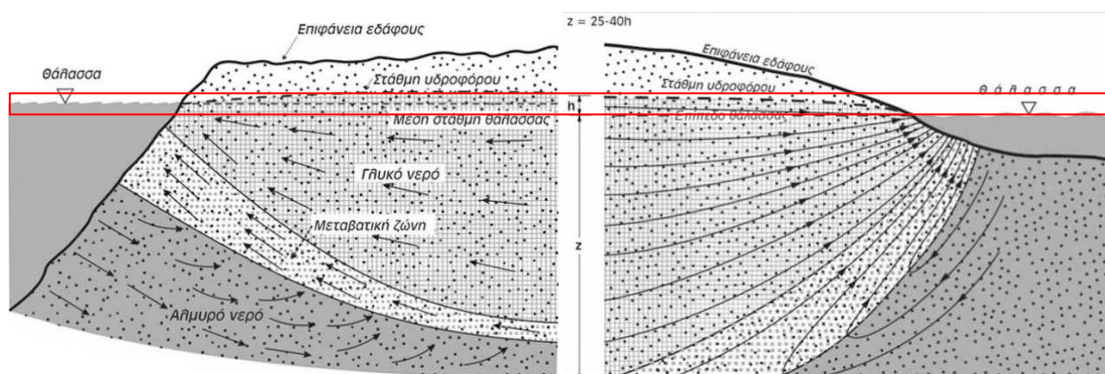 z = 25-40h
Επιφάνεια εδάφους
Θάλασσα
Στάθμη υδροφόρου
Μέση στάθμη θάλασσας
Γλυκό νερό
Μεταβατική ζώνη
Αλμυρό νερό
Επιφάνεια εδάφους
Στάθμη υδροφόρου
Θάλασσα
h
Επίπεδο θάλασσας
z